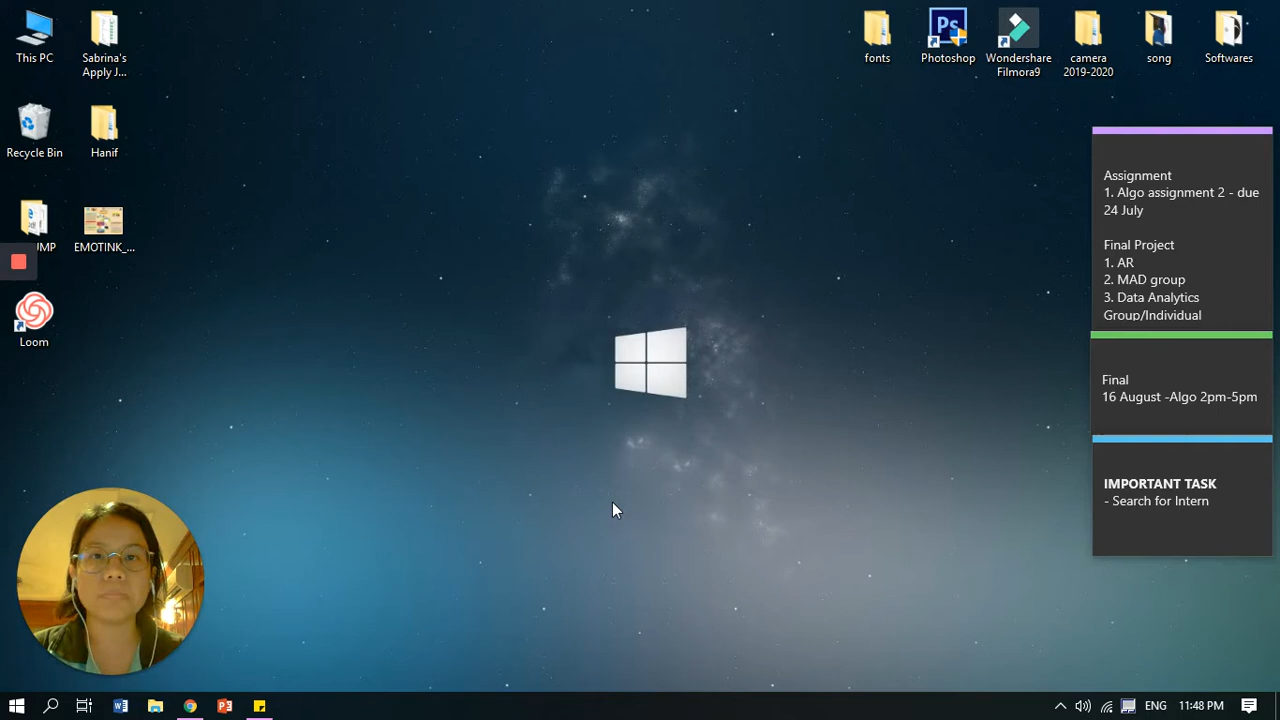 This PC
Sabrina's
Apply J...
Recycle Bin
Hanif
UMP
EMOTINK_...
Loom
fonts
Ps
Photoshop
Wondershare
Filmora9
camera
2019-2020
song
Softwares
Assignment
1. Algo assignment 2 - due
24 July
Final Project
1. AR
2. MAD group
3. Data Analytics
Group/Individual
Final
16 August -Algo 2pm-5pm
IMPORTANT TASK
- Search for Intern
ENG
11:48 PM